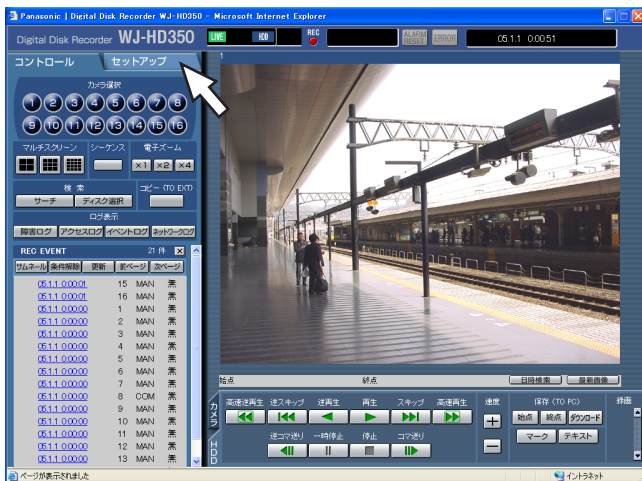 Panasonic | Digital Disk Recorder WJ-HD350 - Microsoft Internet Explorer
Digital Disk Recorder WJ-HD350
LIVE HDD REC ALARM RESET ERROR 05.1.1 0:00:51
コントロール セットアップ
1
カメラ選択
1 2 3 4 5 6 7 8
9 10 11 12 13 14 15 16
マルチスクリーン シーケンス 電子ズーム
×1 ×2 ×4
検索 コピー (TO EXT)
サーチ ディスク選択
ログ表示
障害ログ アクセスログ イベントログ ネットワークログ
REC EVENT 21 件
サムネール 条件解除 更新 前ページ 次ページ
05.1.1 0:00:01 15 MAN 無
05.1.1 0:00:01 16 MAN 無
05.1.1 0:00:00 1 MAN 無
05.1.1 0:00:00 2 MAN 無
05.1.1 0:00:00 3 MAN 無
05.1.1 0:00:00 4 MAN 無
05.1.1 0:00:00 5 MAN 無
05.1.1 0:00:00 6 MAN 無
05.1.1 0:00:00 7 MAN 無
05.1.1 0:00:00 8 COM 無
05.1.1 0:00:00 9 MAN 無
05.1.1 0:00:00 10 MAN 無
05.1.1 0:00:00 11 MAN 無
05.1.1 0:00:00 12 MAN 無
05.1.1 0:00:00 13 MAN 無
始点 終点 日時検索 最新画像
カメラ
HDD
高速逆再生 逆スキップ 逆再生 再生 スキップ 高速再生 速度 保存 (TO PC) 録画
始点 終点 ダウンロード
逆コマ送り 一時停止 停止 コマ送り
マーク テキスト
ページが表示されました イントラネット